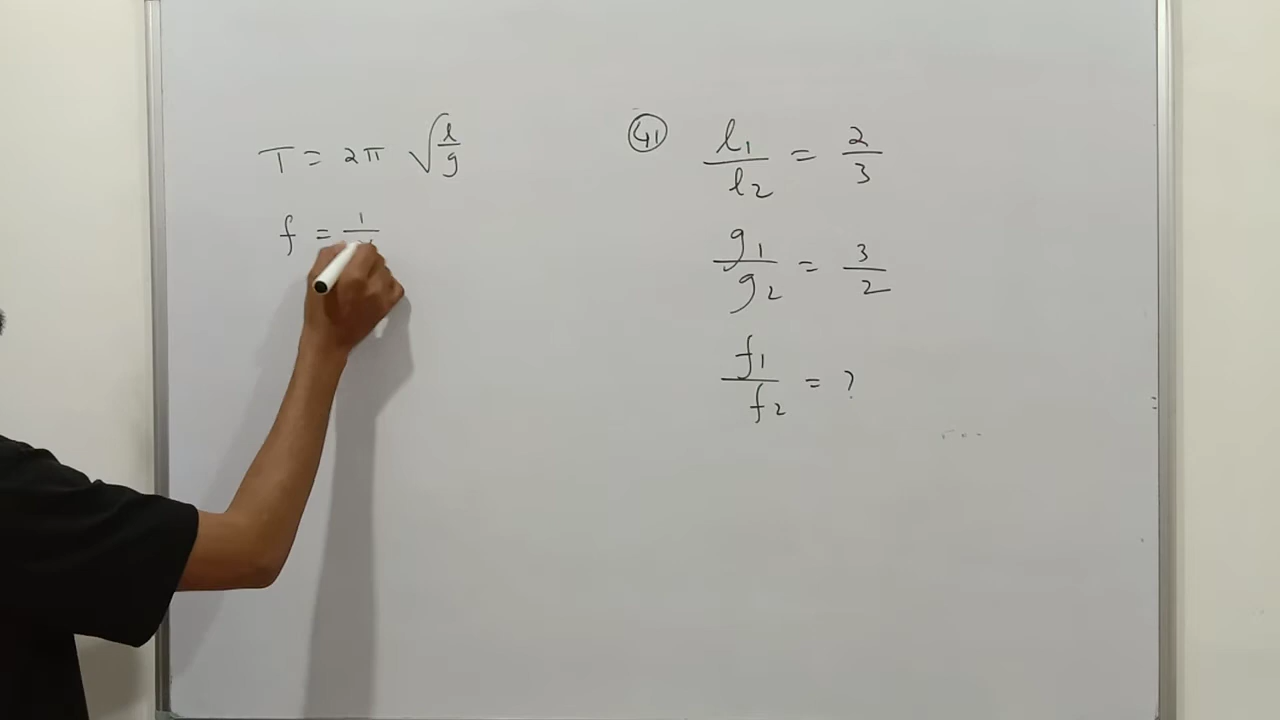 T = 2π √(l/g)
f = 1/
41
l1/l2 = 2/3
g1/g2 = 3/2
f1/f2 = ?